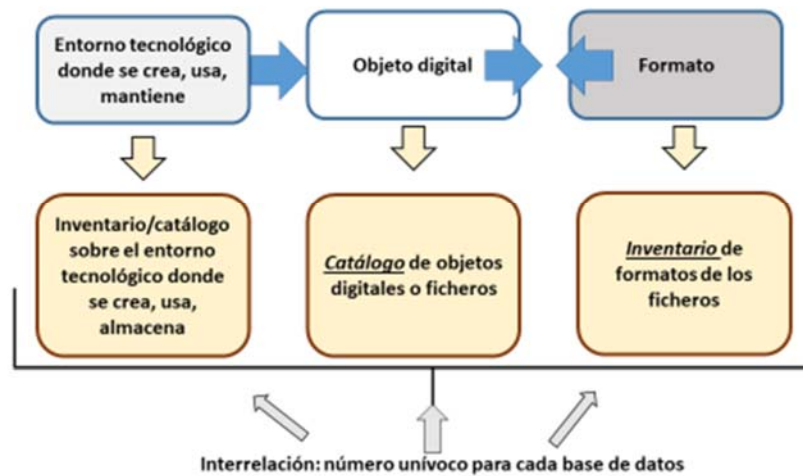 Entorno tecnológico
donde se crea, usa,
mantiene
Objeto digital
Formato
Inventario/catálogo
sobre el entorno
tecnológico donde
se crea, usa,
almacena
Catálogo de objetos
digitales o ficheros
Inventario de
formatos de los
ficheros
Interrelación: número unívoco para cada base de datos